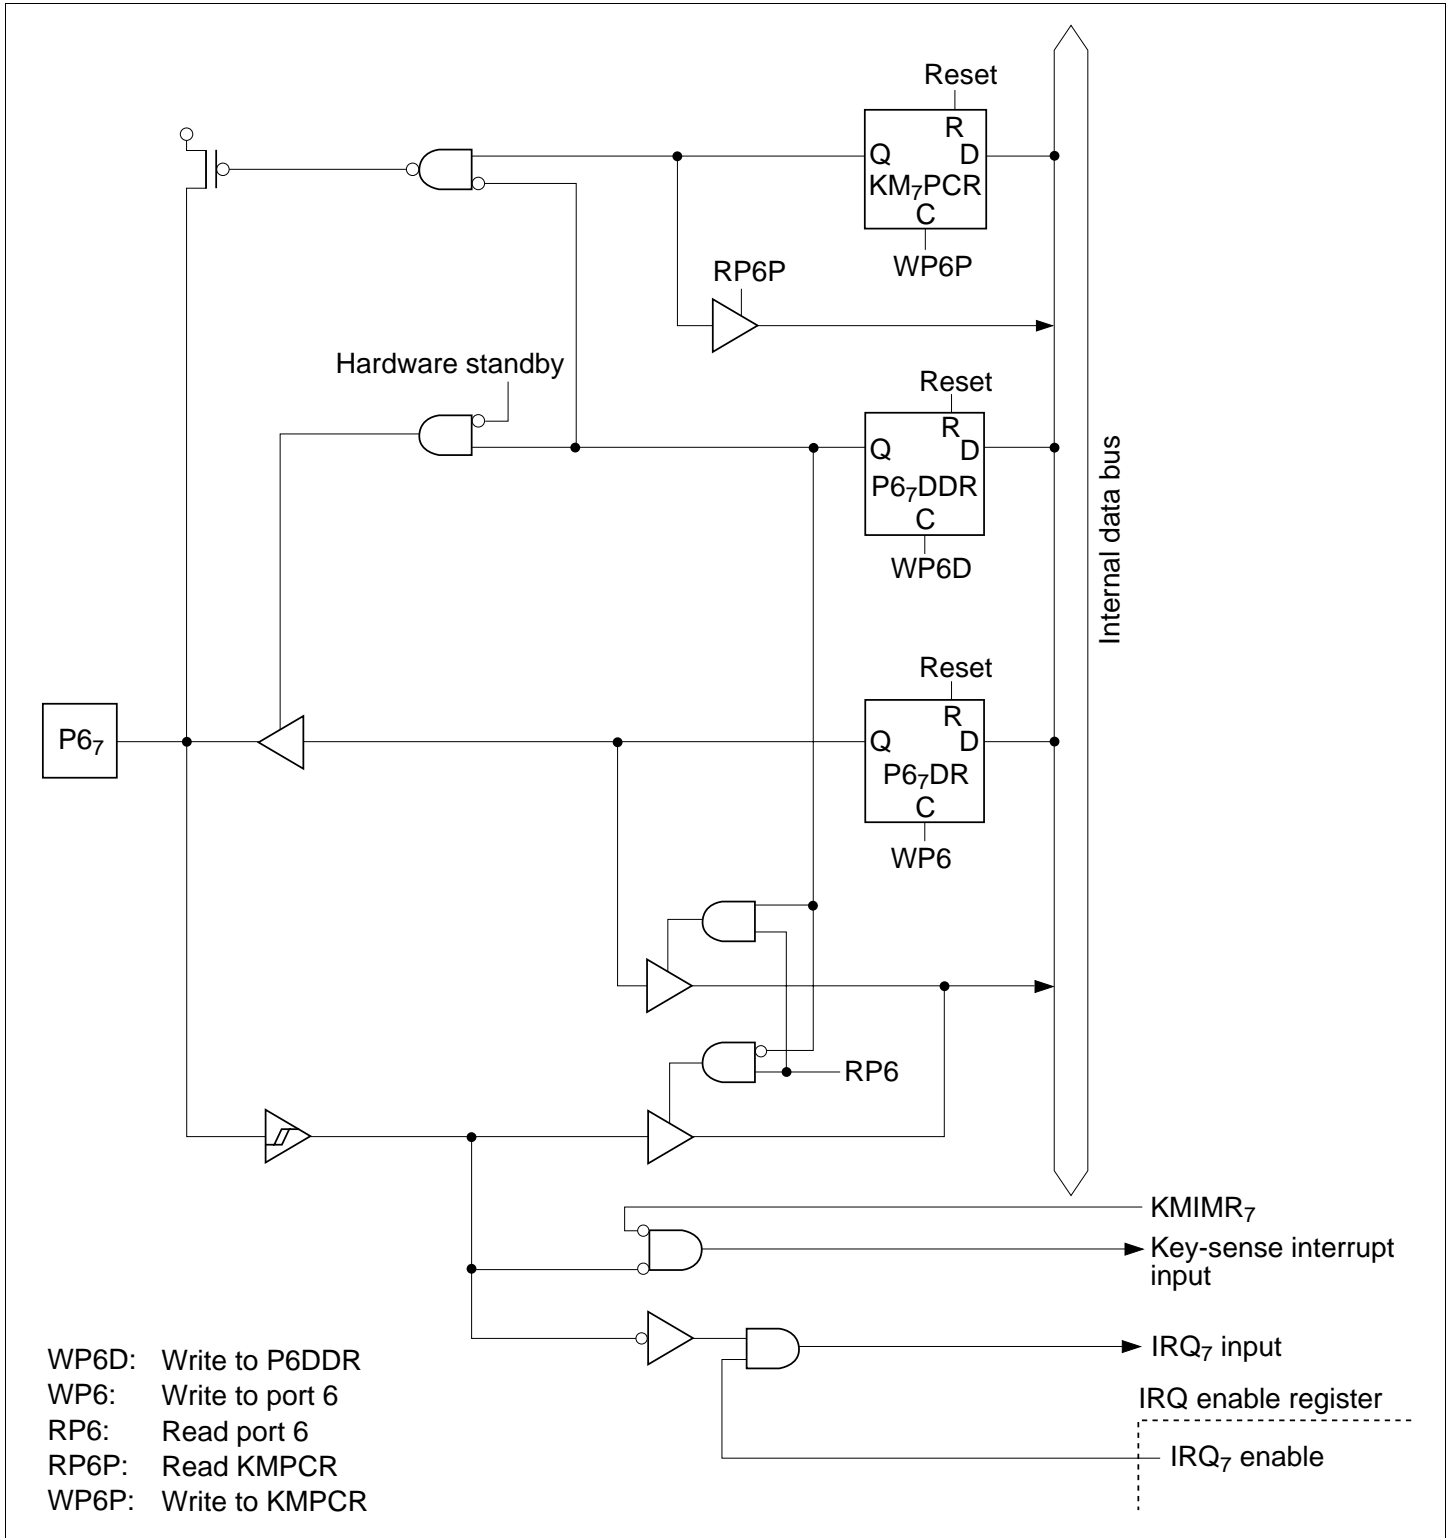 Reset
R
Q D
KM₇PCR
C
WP6P
RP6P
Hardware standby
Reset
R
Q D
P6₇DDR
C
WP6D
Internal data bus
Reset
R
P6₇
Q D
P6₇DR
C
WP6
RP6
KMIMR₇
Key-sense interrupt
input
IRQ₇ input
IRQ enable register
IRQ₇ enable
WP6D: Write to P6DDR
WP6: Write to port 6
RP6: Read port 6
RP6P: Read KMPCR
WP6P: Write to KMPCR